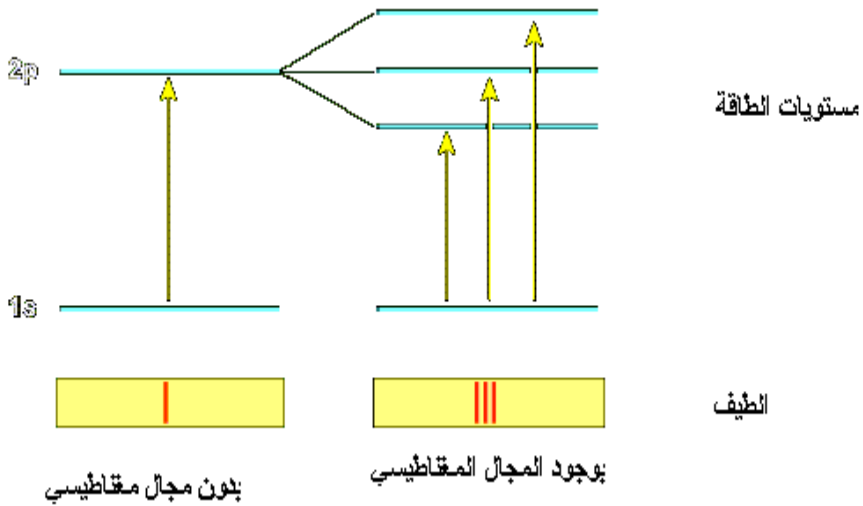 2p
مستويات الطاقة
1s
الطيف
بوجود المجال المغناطيسي
بدون مجال مغناطيسي